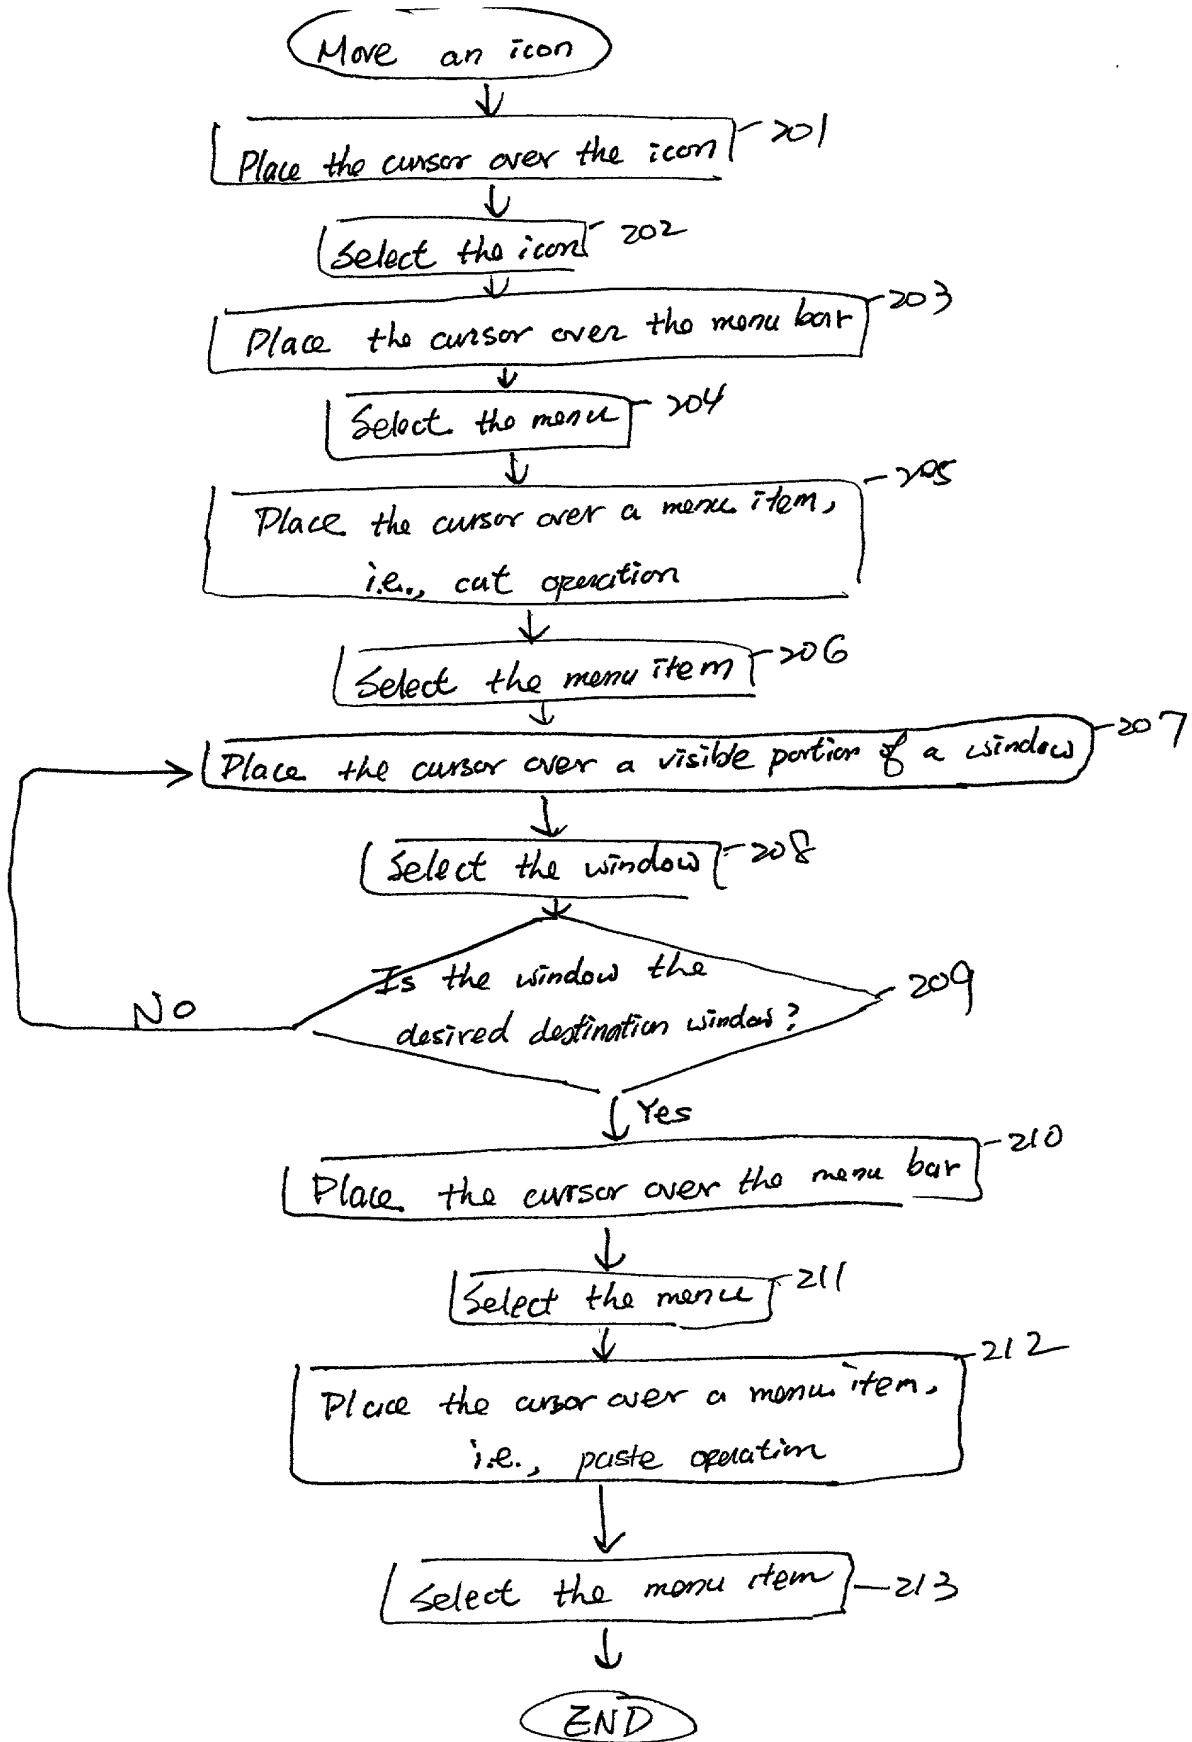 Move an icon
Place the cursor over the icon 201
Select the icon 202
Place the cursor over the menu bar 203
Select the menu 204
205
Place the cursor over a menu item,
i.e., cut operation
Select the menu item 206
Place the cursor over a visible portion of a window 207
Select the window 208
Is the window the
desired destination window? 209
No
Yes
Place the cursor over the menu bar 210
Select the menu 211
212
Place the cursor over a menu item,
i.e., paste operation
Select the menu item 213
END